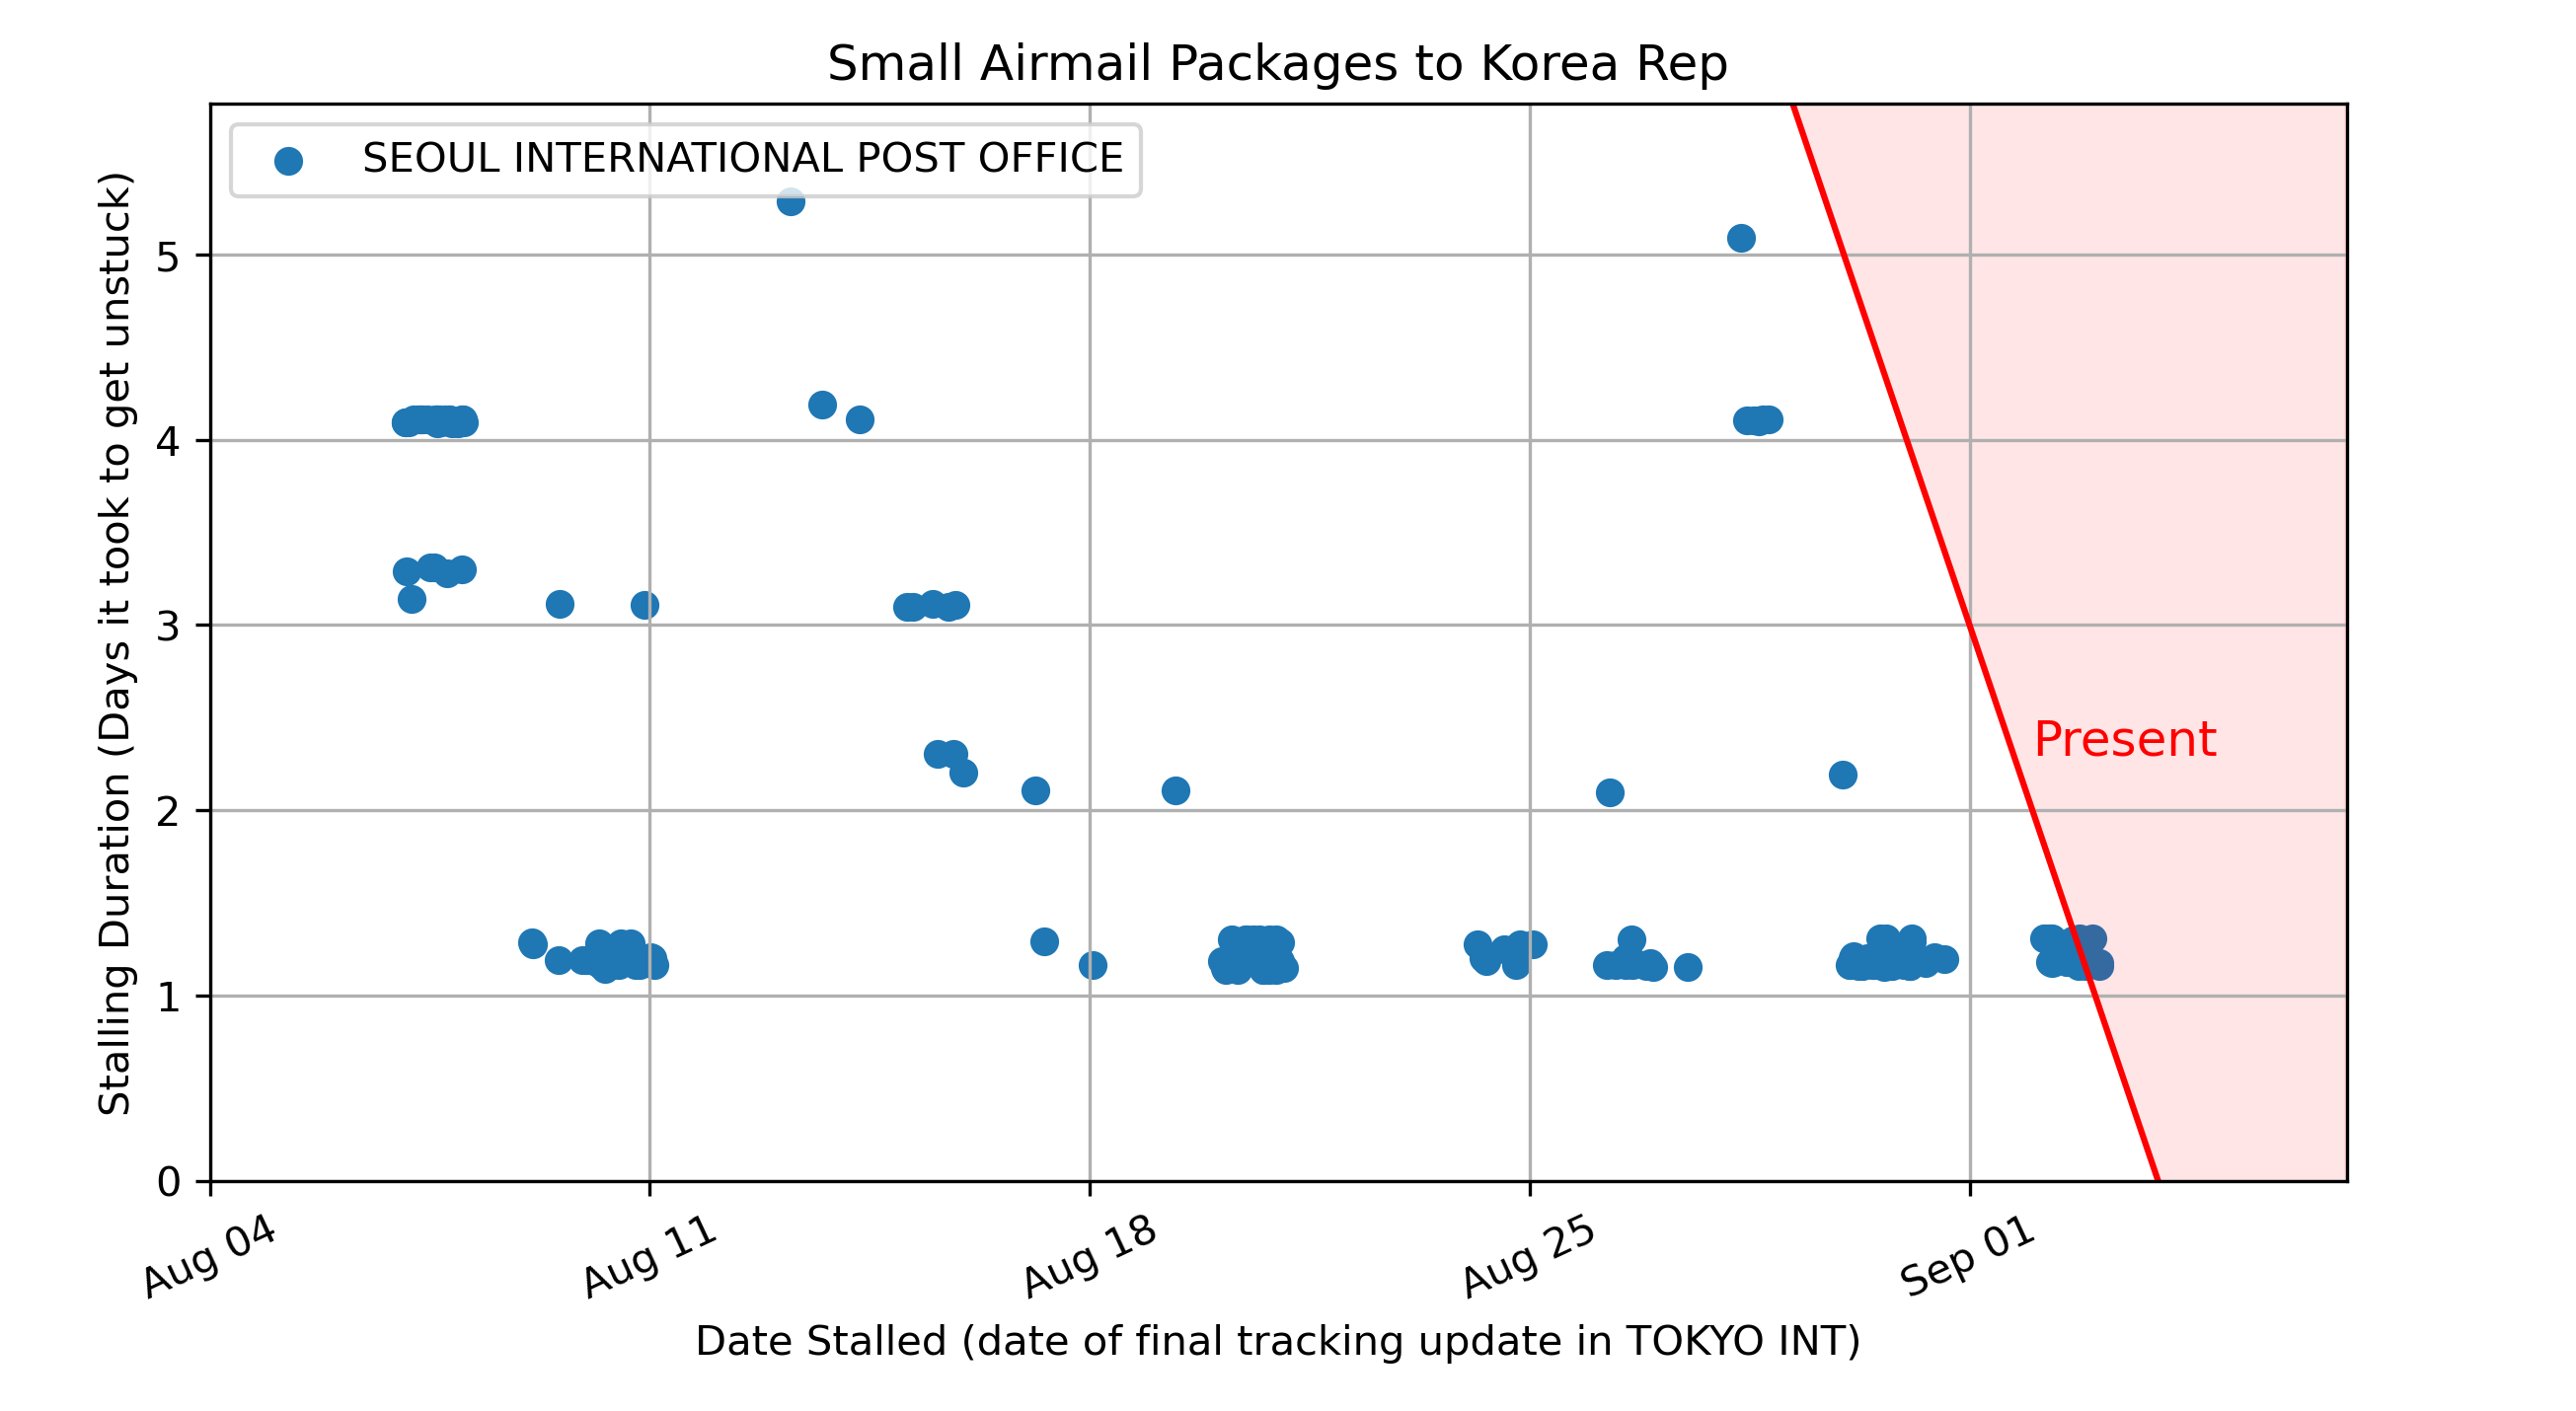 Small Airmail Packages to Korea Rep
SEOUL INTERNATIONAL POST OFFICE
Stalling Duration (Days it took to get unstuck)
5
4
3
2
1
0
Present
Aug 04
Aug 11
Aug 18
Aug 25
Sep 01
Date Stalled (date of final tracking update in TOKYO INT)